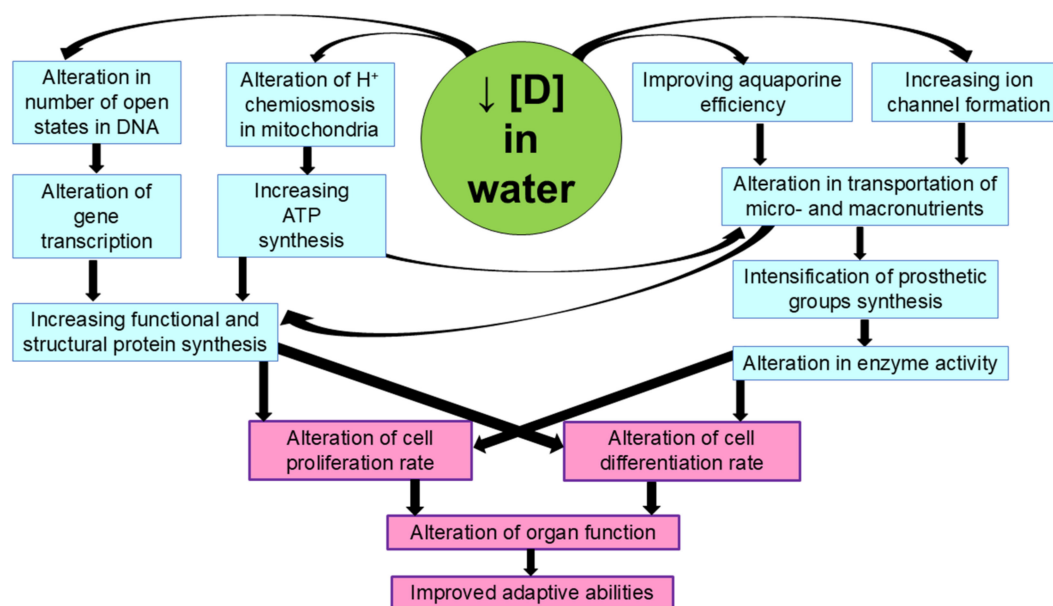 ↓ [D]
in
water
Alteration in
number of open
states in DNA
Alteration of H⁺
chemiosmosis
in mitochondria
Improving aquaporine
efficiency
Increasing ion
channel formation
Alteration of
gene
transcription
Increasing
ATP
synthesis
Alteration in transportation of
micro- and macronutrients
Intensification of prosthetic
groups synthesis
Increasing functional and
structural protein synthesis
Alteration in enzyme activity
Alteration of cell
proliferation rate
Alteration of cell
differentiation rate
Alteration of organ function
Improved adaptive abilities